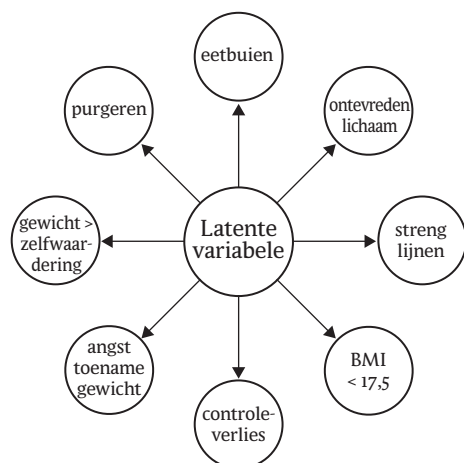 eetbuien
purgeren
ontevreden
lichaam
gewicht >
zelfwaar-
dering
Latente
variabele
streng
lijnen
angst
toename
gewicht
BMI
< 17,5
controle-
verlies